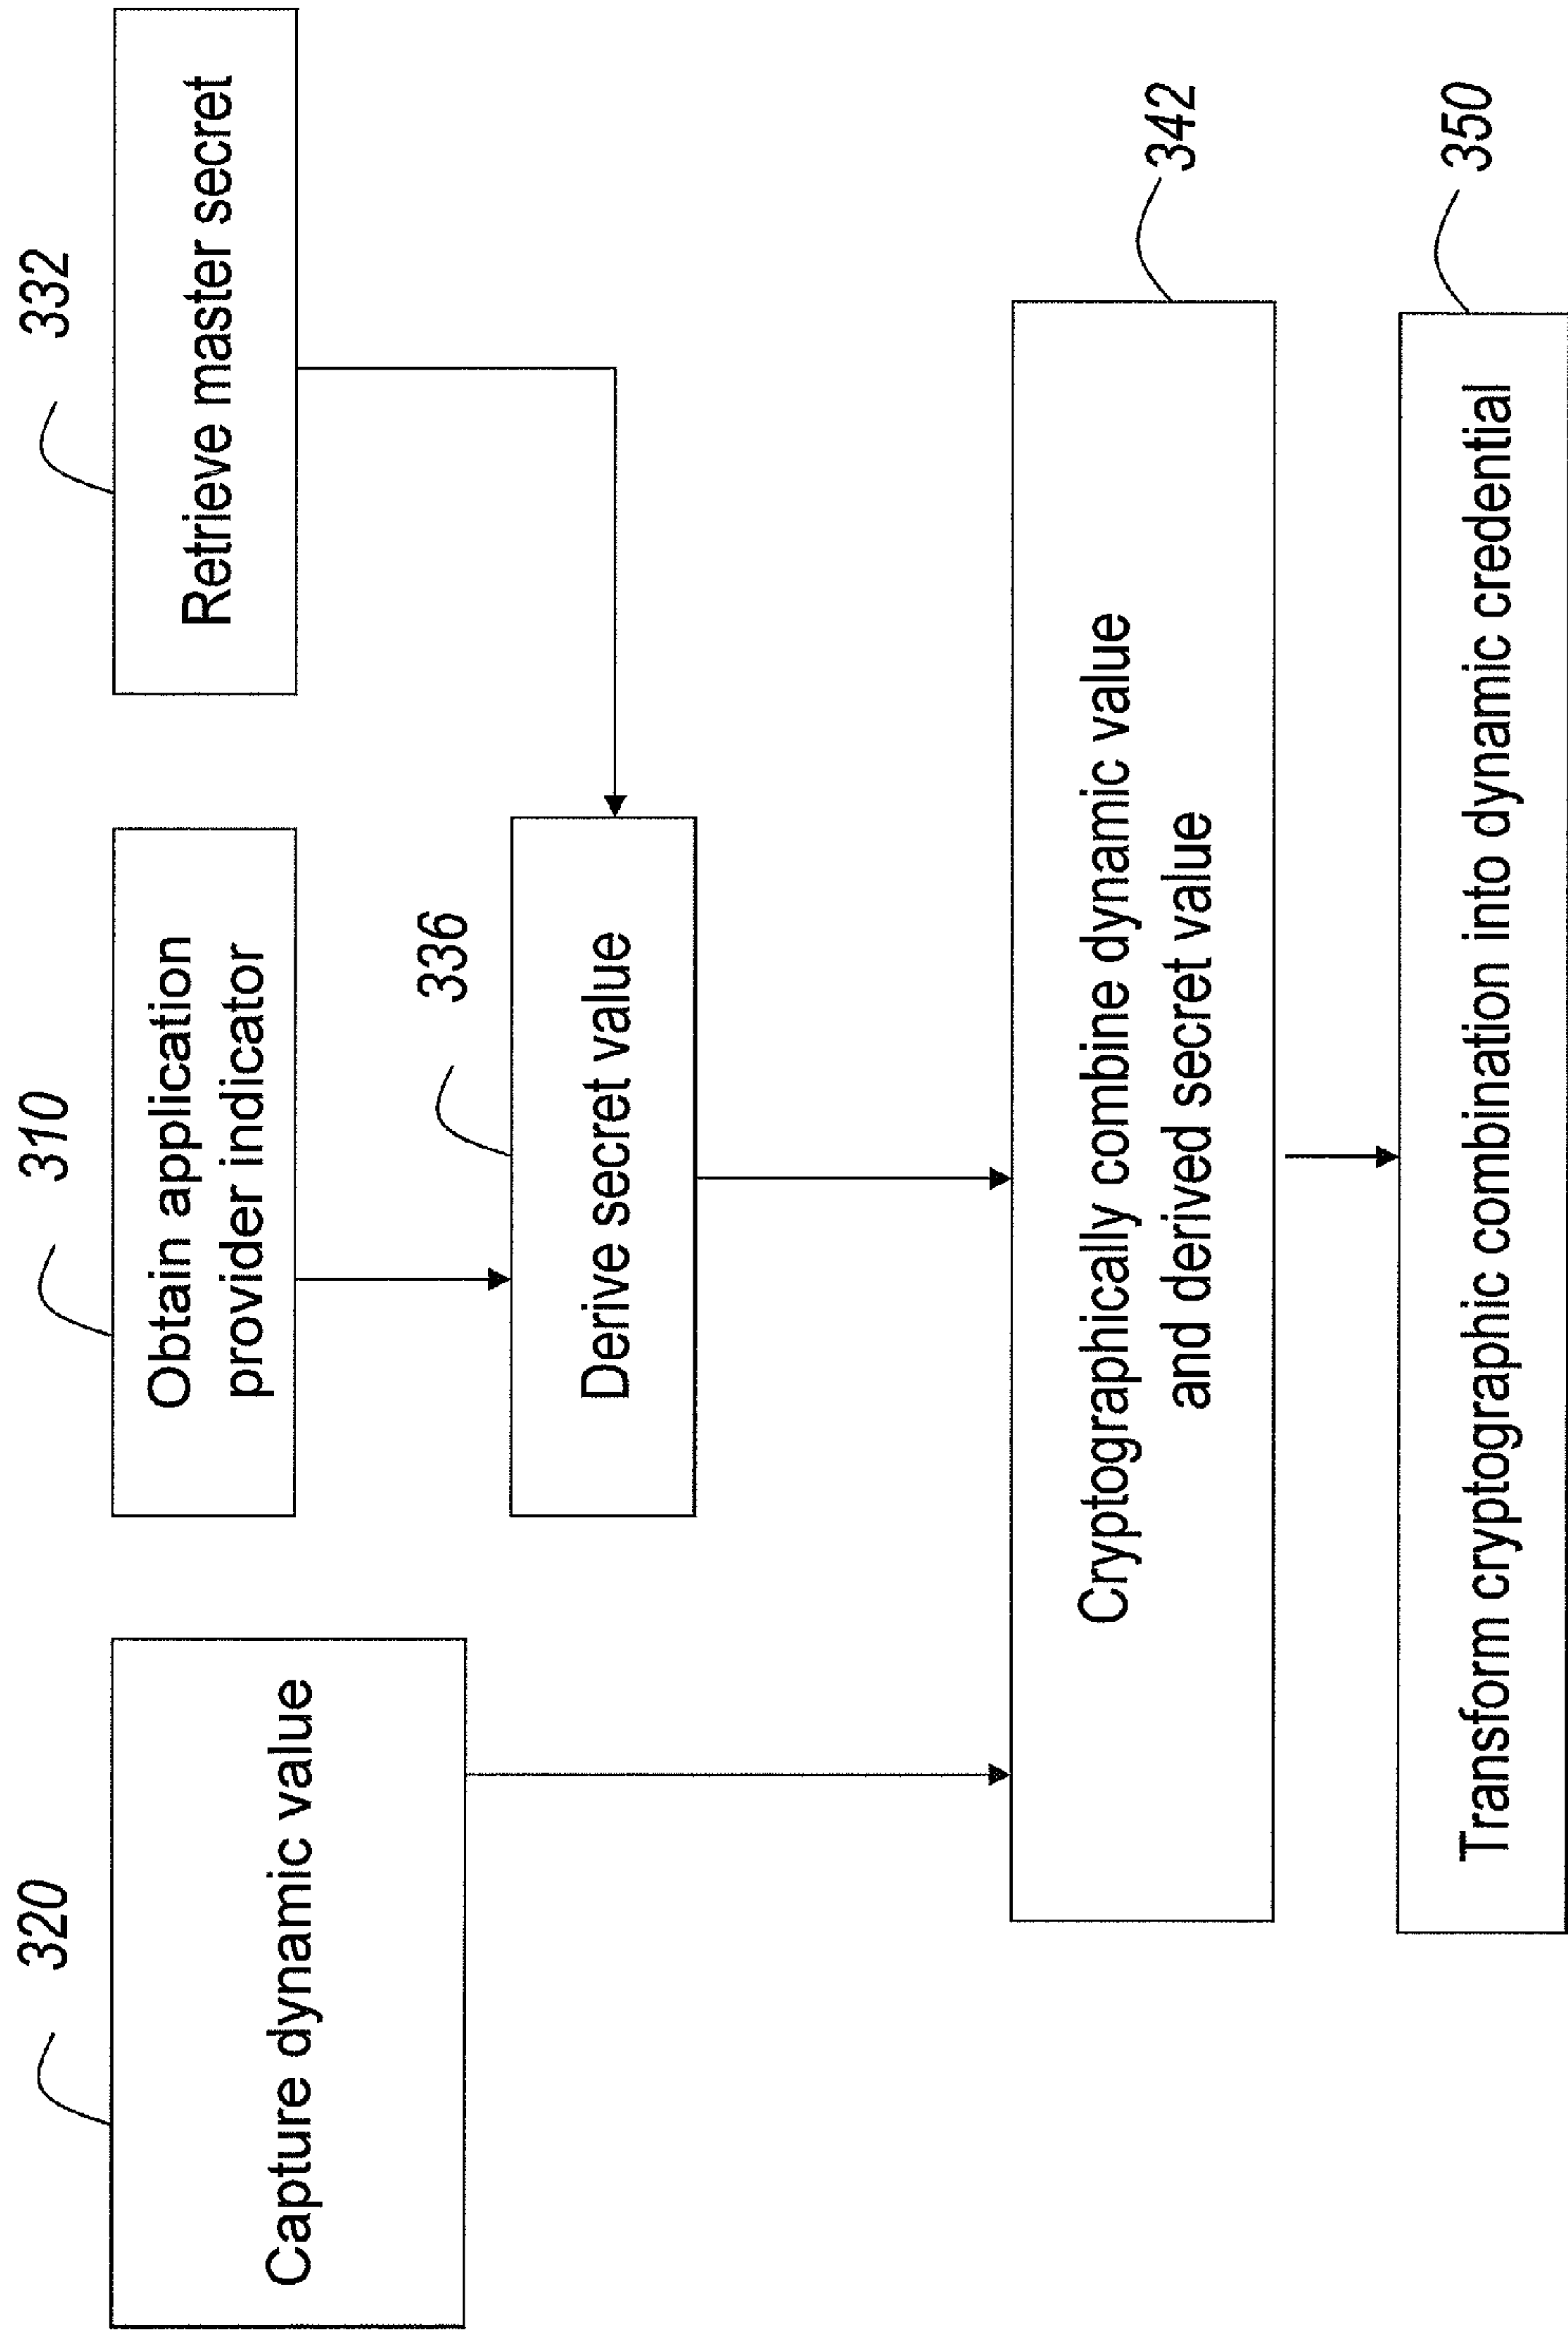 320
Capture dynamic value
310
Obtain application
provider indicator
332
Retrieve master secret
336
Derive secret value
Cryptographically combine dynamic value
and derived secret value
342
Transform cryptographic combination into dynamic credential
350